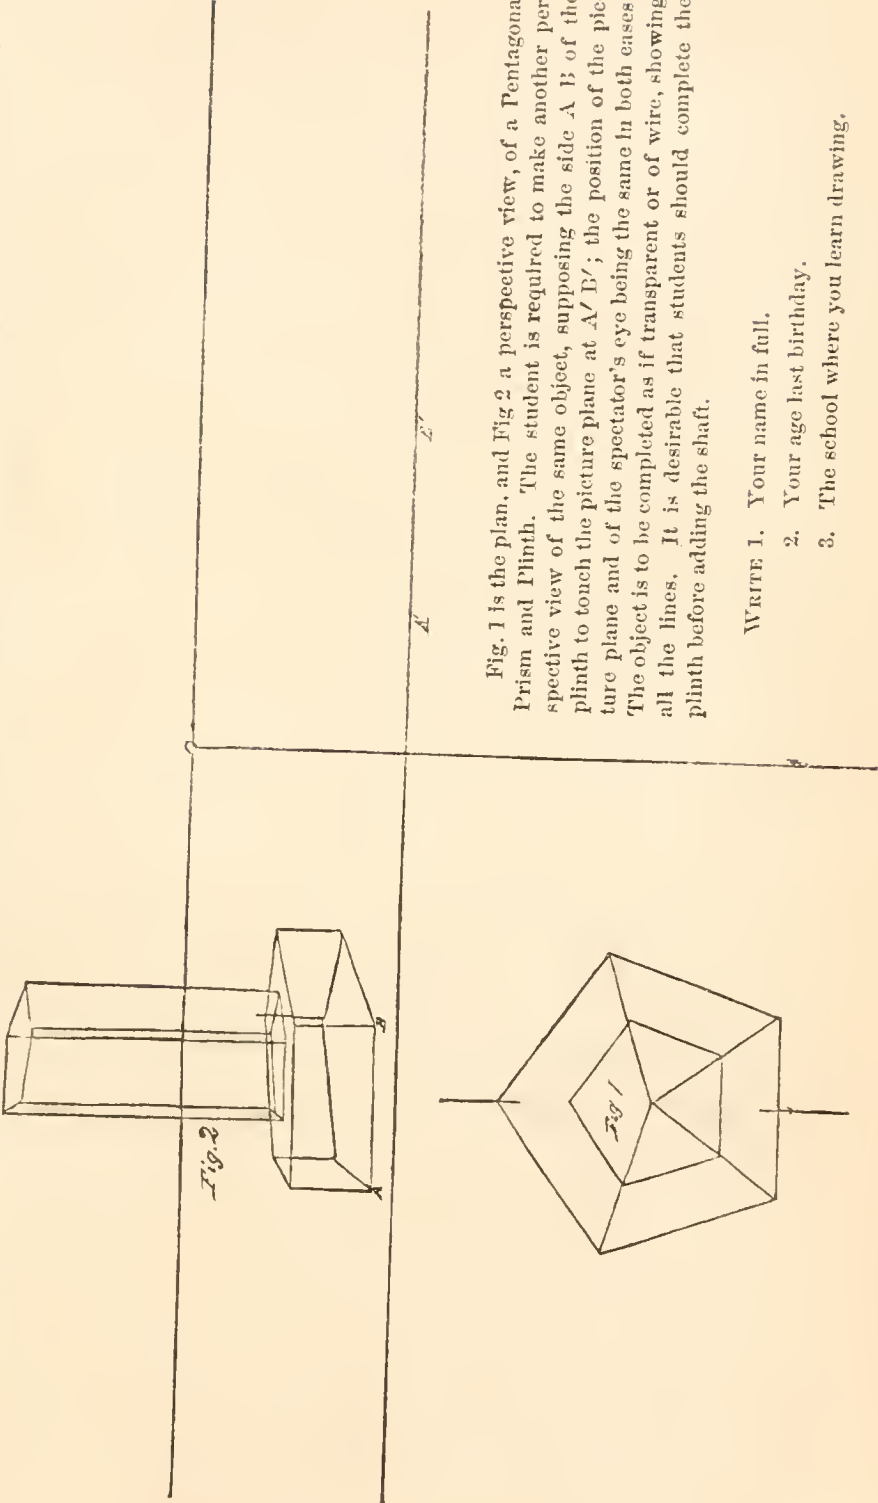 Fig. 2
A
B
Fig 1
A'
B'
Fig. 1 is the plan, and Fig 2 a perspective view, of a Pentagona
Prism and Plinth. The student is required to make another per
spective view of the same object, supposing the side A B of the
plinth to touch the picture plane at A' B'; the position of the pic
ture plane and of the spectator's eye being the same in both cases
The object is to be completed as if transparent or of wire, showing
all the lines. It is desirable that students should complete the
plinth before adding the shaft.
WRITE 1. Your name in full.
2. Your age last birthday.
3. The school where you learn drawing.